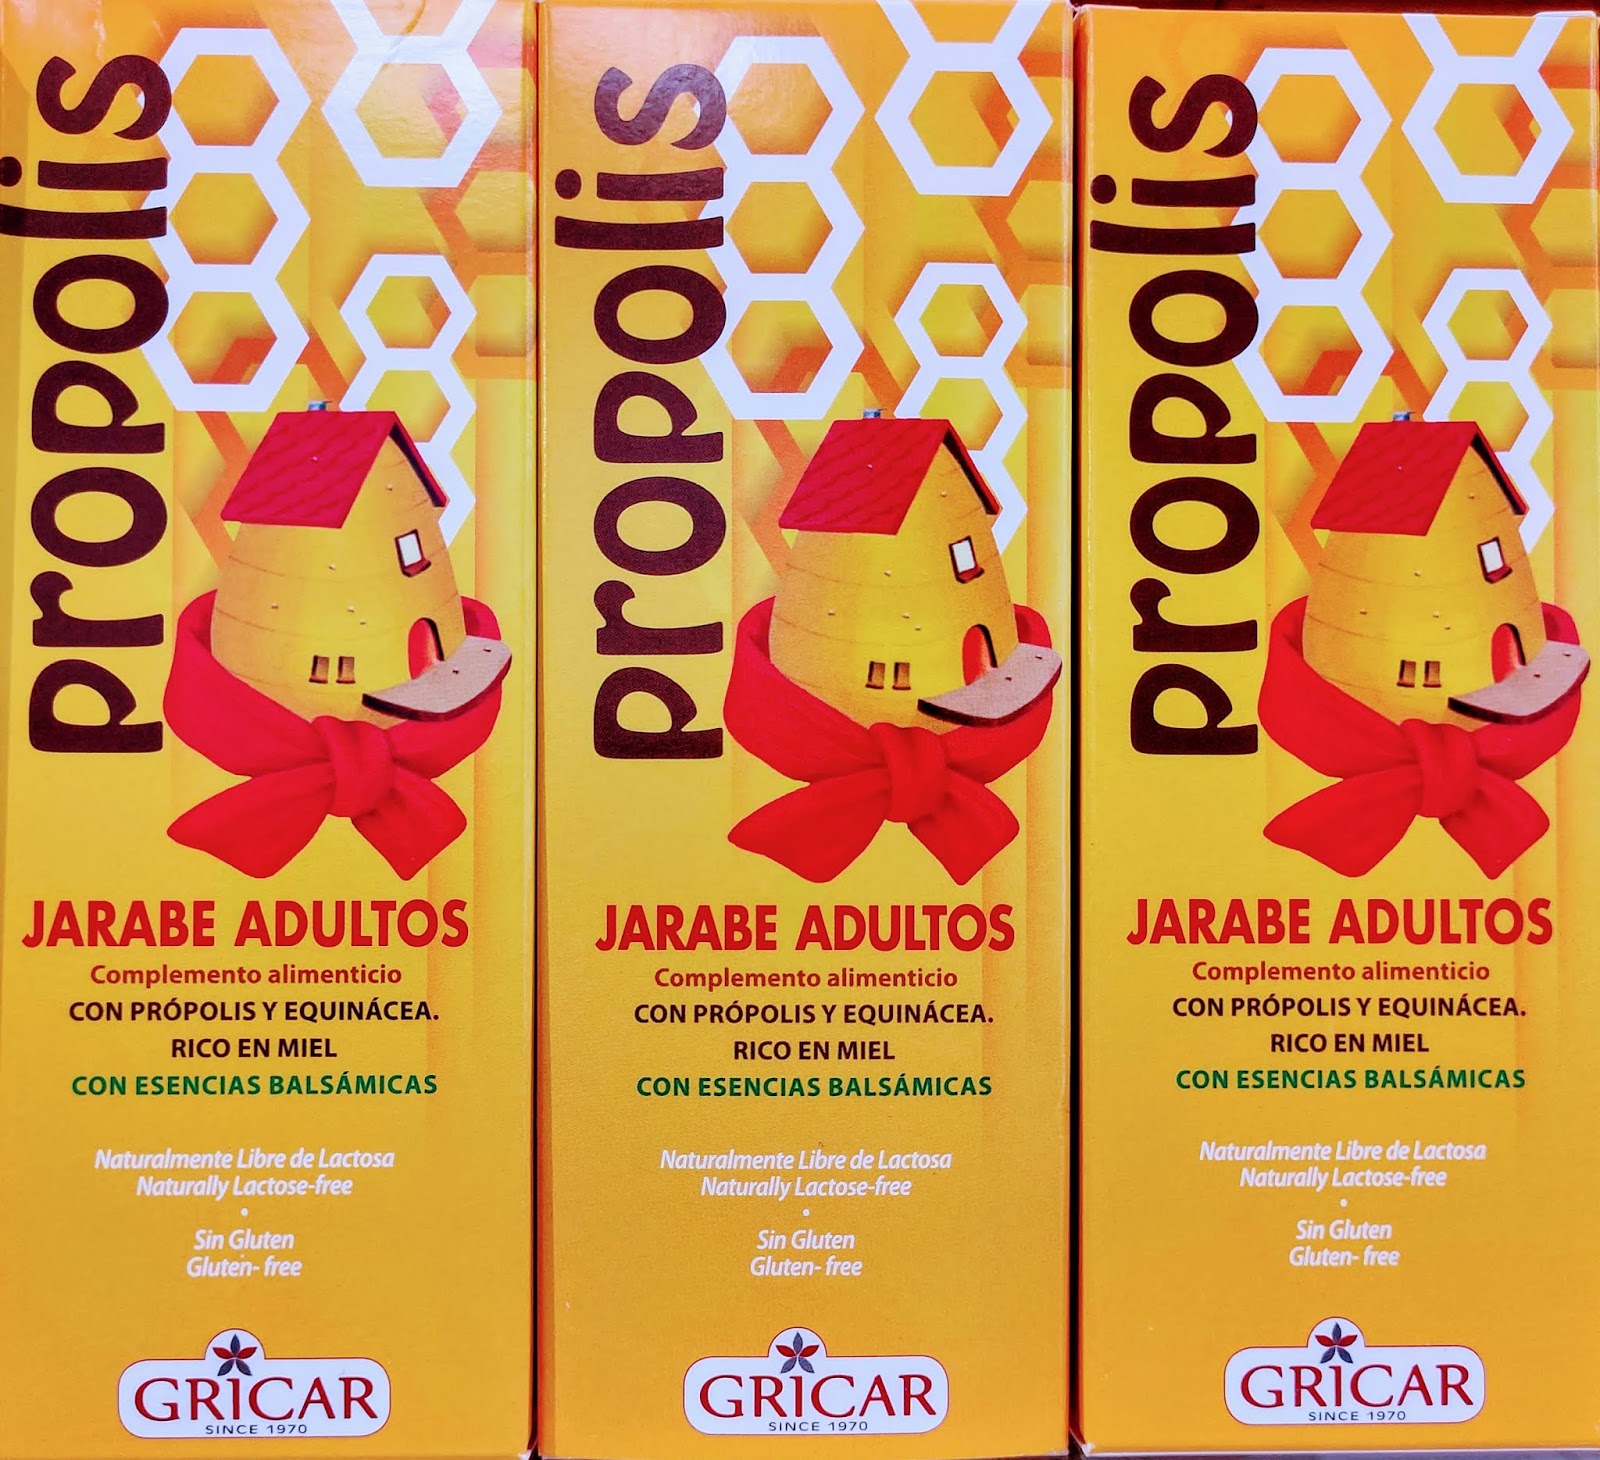 propolis
JARABE ADULTOS
Complemento alimenticio
CON PRÓPOLIS Y EQUINÁCEA.
RICO EN MIEL
CON ESENCIAS BALSÁMICAS
Naturalmente Libre de Lactosa
Naturally Lactose-free
•
Sin Gluten
Gluten- free
GRICAR
SINCE 1970
propolis
JARABE ADULTOS
Complemento alimenticio
CON PRÓPOLIS Y EQUINÁCEA.
RICO EN MIEL
CON ESENCIAS BALSÁMICAS
Naturalmente Libre de Lactosa
Naturally Lactose-free
•
Sin Gluten
Gluten- free
GRICAR
SINCE 1970
propolis
JARABE ADULTOS
Complemento alimenticio
CON PRÓPOLIS Y EQUINÁCEA.
RICO EN MIEL
CON ESENCIAS BALSÁMICAS
Naturalmente Libre de Lactosa
Naturally Lactose-free
•
Sin Gluten
Gluten- free
GRICAR
SINCE 1970